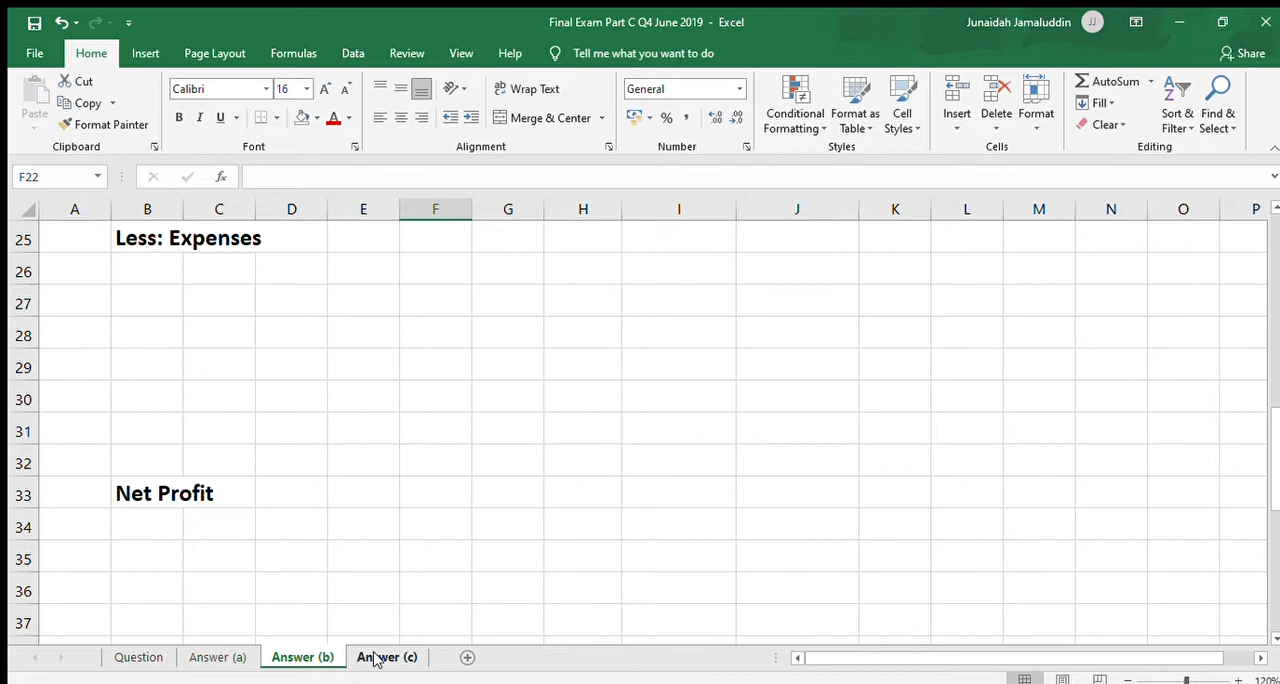 Final Exam Part C Q4 June 2019 - Excel
Junaidah Jamaluddin JJ
File Home Insert Page Layout Formulas Data Review View Help Tell me what you want to do Share
Paste Cut Copy Format Painter Clipboard
Calibri 16 A A B I U A Font
Wrap Text Merge & Center Alignment
General % , Number
Conditional Formatting Format as Table Cell Styles Styles
Insert Delete Format Cells
AutoSum Fill Clear Sort & Filter Find & Select Editing
F22 fx
A B C D E F G H I J K L M N O P
25 Less: Expenses
26
27
28
29
30
31
32
33 Net Profit
34
35
36
37
Question Answer (a) Answer (b) Answer (c)
120%